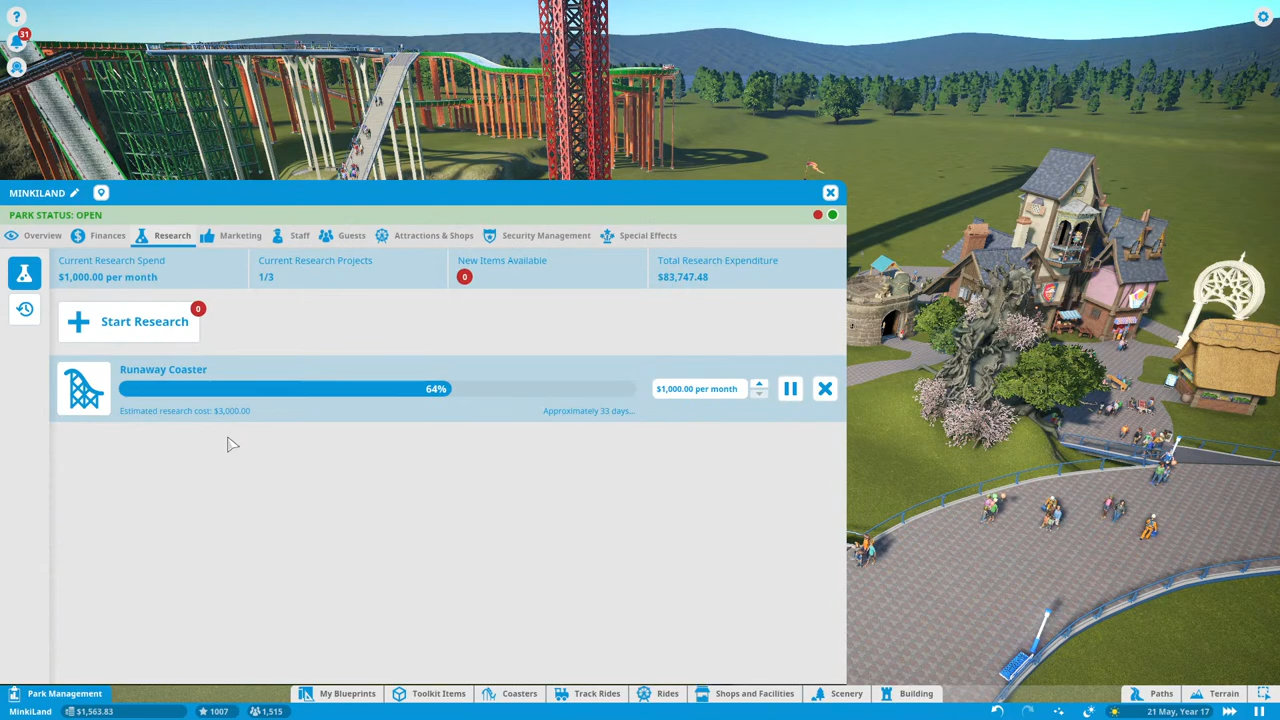 ?
31
MINKILAND
PARK STATUS: OPEN
Overview
Finances
Research
Marketing
Staff
Guests
Attractions & Shops
Security Management
Special Effects
Current Research Spend
$1,000.00 per month
Current Research Projects
1/3
New Items Available
0
Total Research Expenditure
$83,747.48
Start Research
0
Runaway Coaster
64%
$1,000.00 per month
Estimated research cost: $3,000.00
Approximately 33 days...
Park Management
My Blueprints
Toolkit Items
Coasters
Track Rides
Rides
Shops and Facilities
Scenery
Building
Paths
Terrain
MinkiLand
$1,563.83
1007
1,515
21 May, Year 17